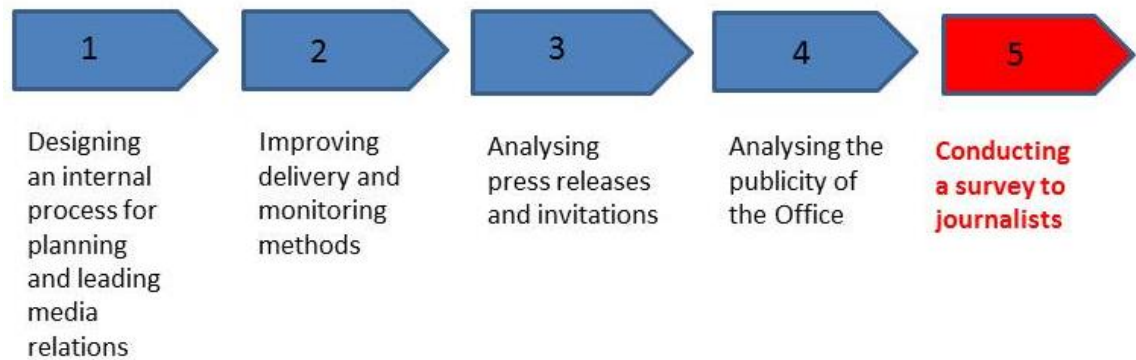 1
2
3
4
5
Designing
an internal
process for
planning
and leading
media
relations
Improving
delivery and
monitoring
methods
Analysing
press releases
and invitations
Analysing the
publicity of
the Office
Conducting
a survey to
journalists